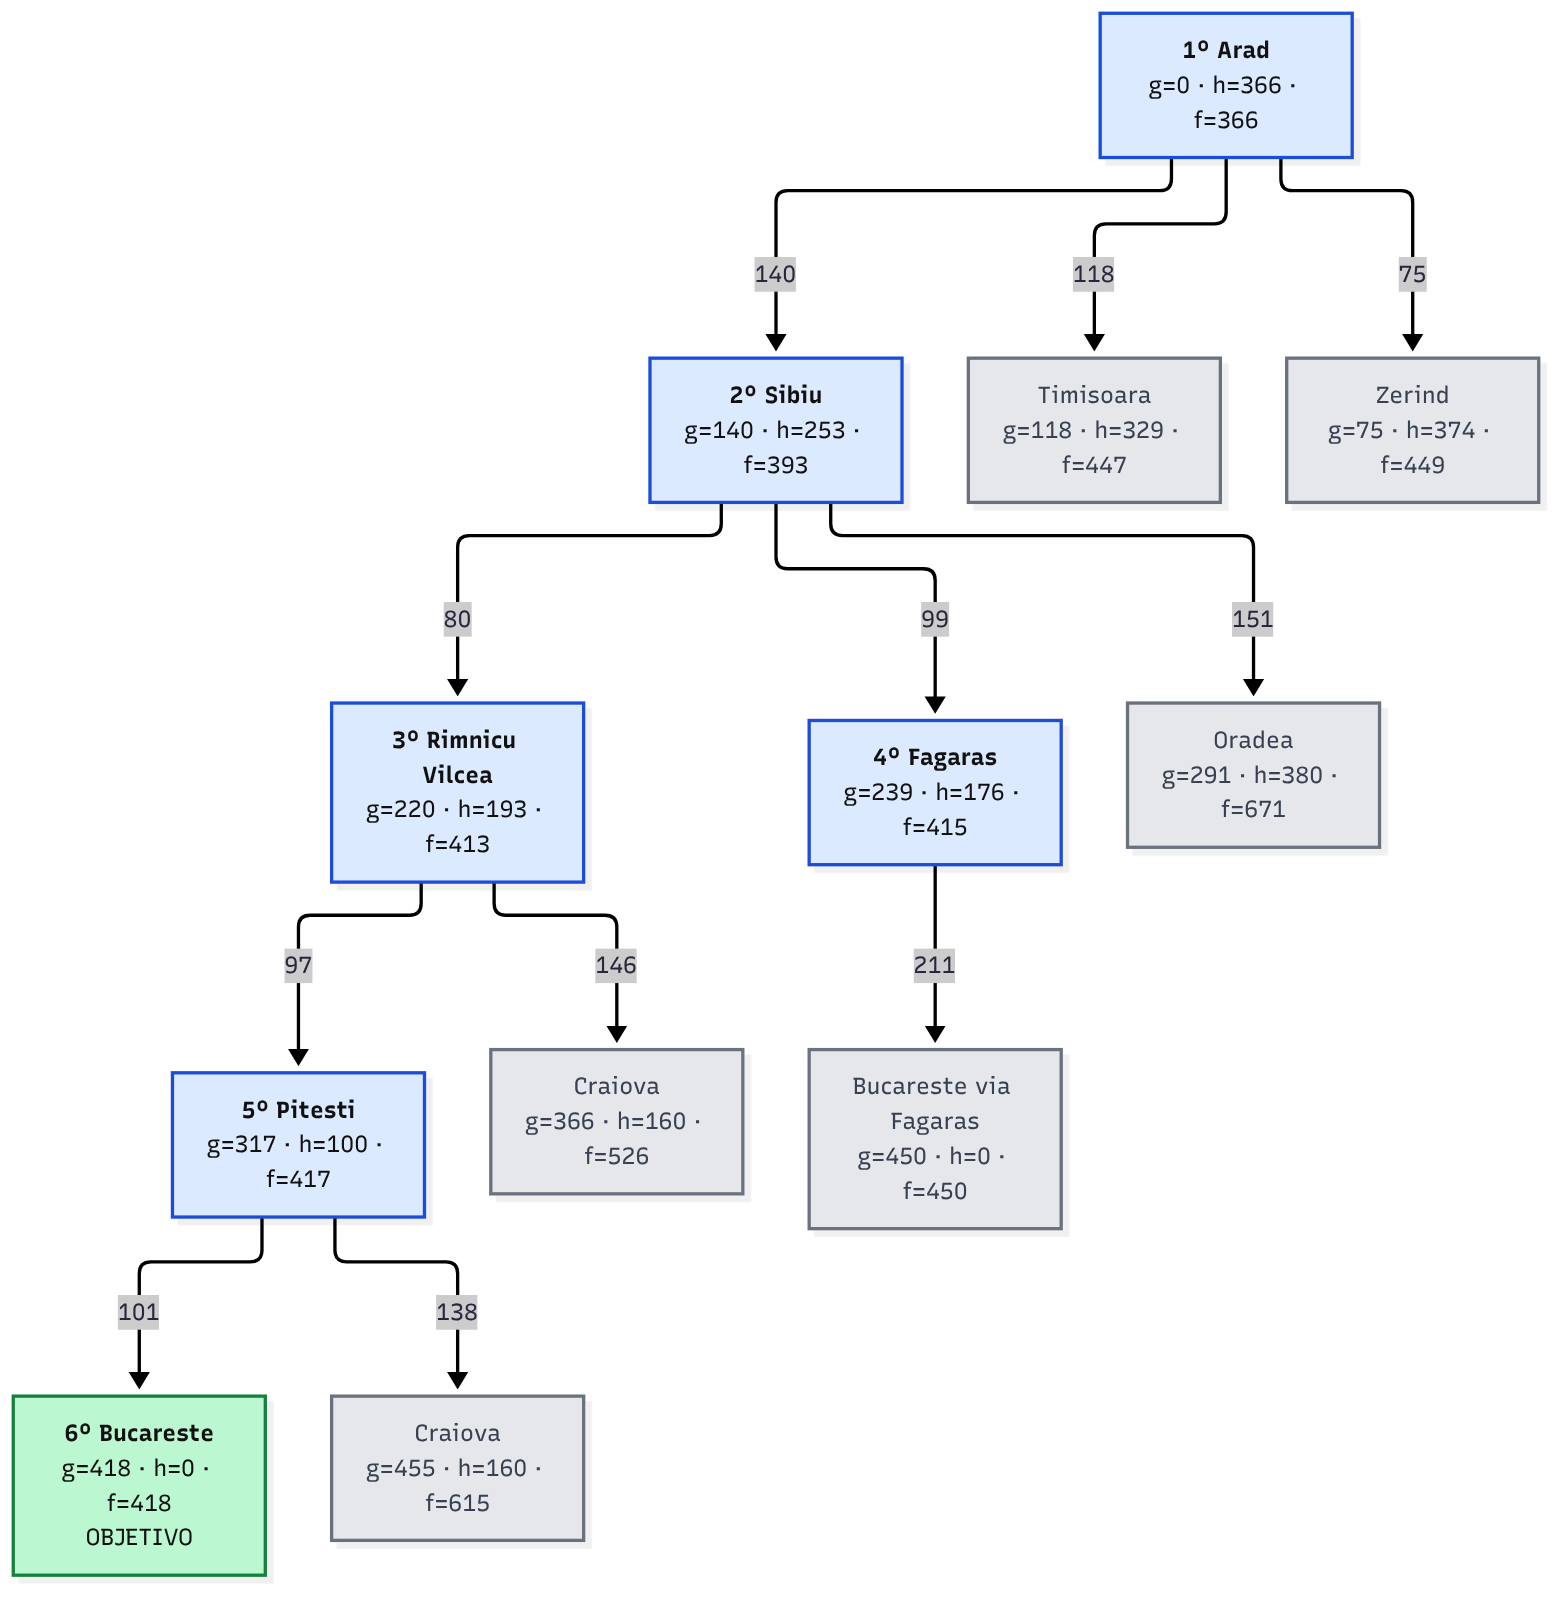 1º Arad
g=0 · h=366 ·
f=366
140
118
75
2º Sibiu
g=140 · h=253 ·
f=393
Timisoara
g=118 · h=329 ·
f=447
Zerind
g=75 · h=374 ·
f=449
80
99
151
3º Rimnicu
Vilcea
g=220 · h=193 ·
f=413
4º Fagaras
g=239 · h=176 ·
f=415
Oradea
g=291 · h=380 ·
f=671
97
146
211
5º Pitesti
g=317 · h=100 ·
f=417
Craiova
g=366 · h=160 ·
f=526
Bucareste via
Fagaras
g=450 · h=0 ·
f=450
101
138
6º Bucareste
g=418 · h=0 ·
f=418
OBJETIVO
Craiova
g=455 · h=160 ·
f=615